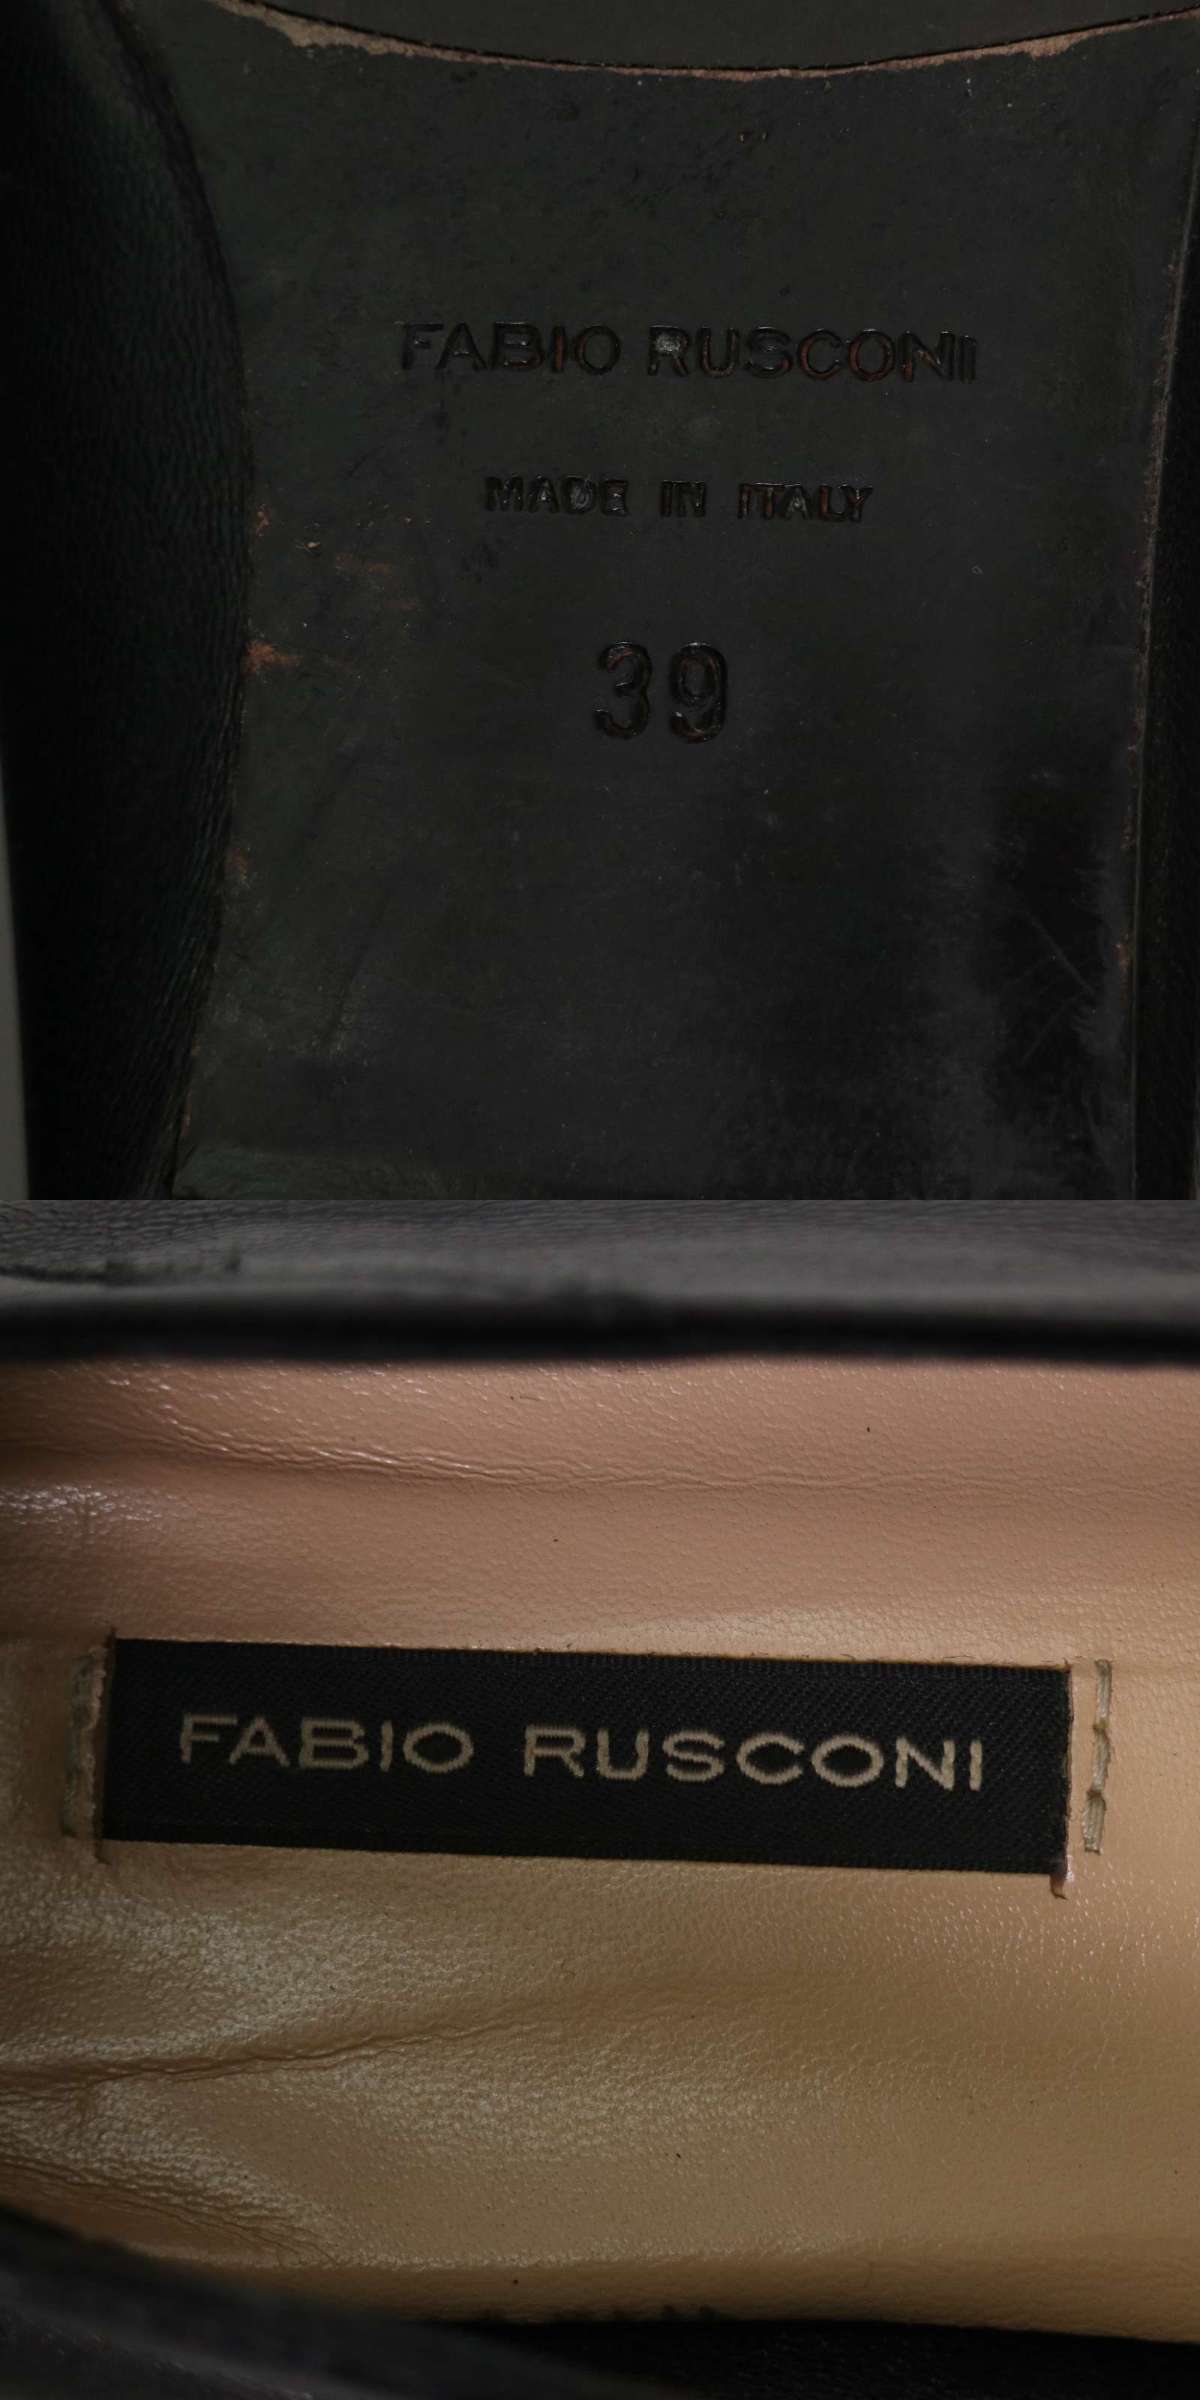 FABIO RUSCONI
MADE IN ITALY
39
FABIO RUSCONI